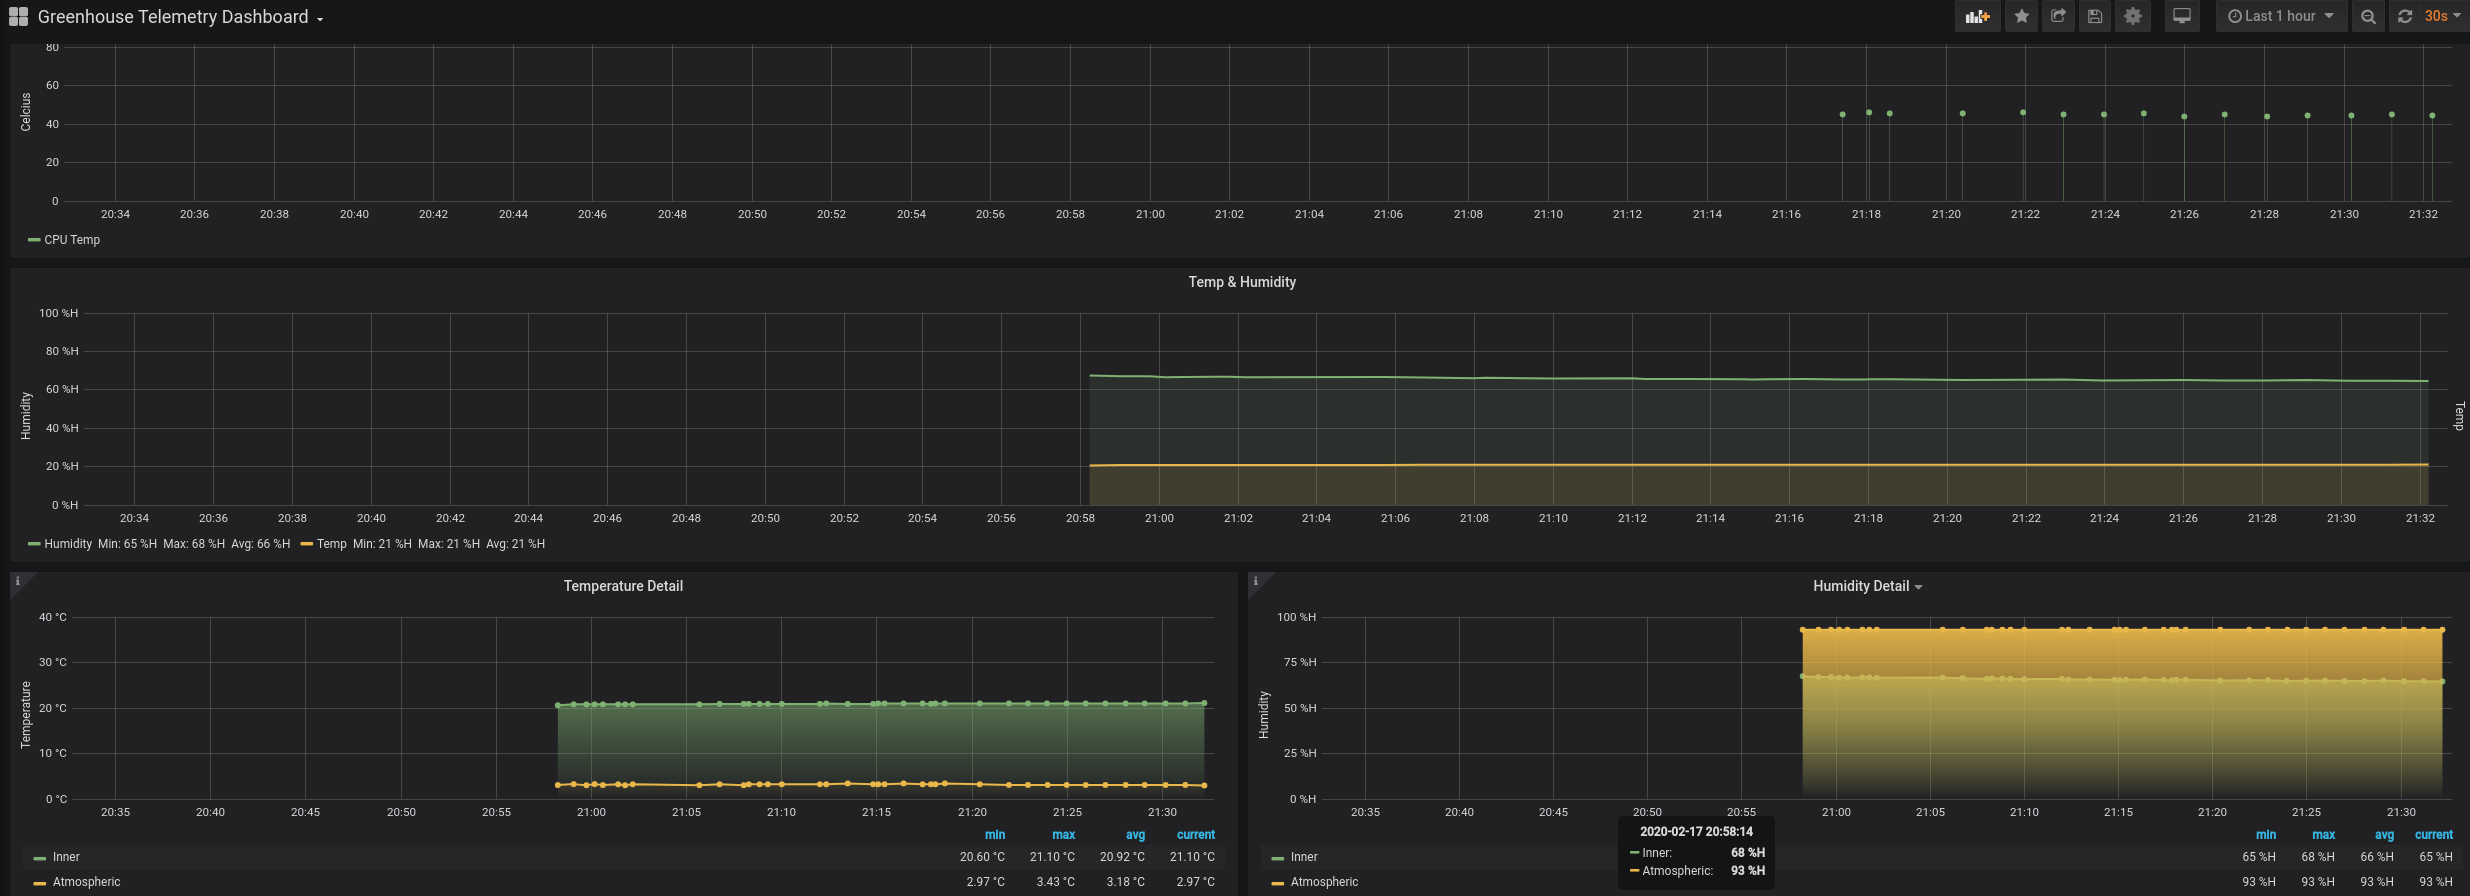 Greenhouse Telemetry Dashboard
Last 1 hour 30s
80
60
40
20
0
Celcius
20:34 20:36 20:38 20:40 20:42 20:44 20:46 20:48 20:50 20:52 20:54 20:56 20:58 21:00 21:02 21:04 21:06 21:08 21:10 21:12 21:14 21:16 21:18 21:20 21:22 21:24 21:26 21:28 21:30 21:32
CPU Temp
Temp & Humidity
100 %H
80 %H
60 %H
40 %H
20 %H
0 %H
Humidity
Temp
20:34 20:36 20:38 20:40 20:42 20:44 20:46 20:48 20:50 20:52 20:54 20:56 20:58 21:00 21:02 21:04 21:06 21:08 21:10 21:12 21:14 21:16 21:18 21:20 21:22 21:24 21:26 21:28 21:30 21:32
Humidity Min: 65 %H Max: 68 %H Avg: 66 %H Temp Min: 21 %H Max: 21 %H Avg: 21 %H
i
Temperature Detail
40 °C
30 °C
20 °C
10 °C
0 °C
Temperature
20:35 20:40 20:45 20:50 20:55 21:00 21:05 21:10 21:15 21:20 21:25 21:30
min max avg current
Inner 20.60 °C 21.10 °C 20.92 °C 21.10 °C
Atmospheric 2.97 °C 3.43 °C 3.18 °C 2.97 °C
i
Humidity Detail
100 %H
75 %H
50 %H
25 %H
0 %H
Humidity
20:35 20:40 20:45 20:50 20:55 21:00 21:05 21:10 21:15 21:20 21:25 21:30
min max avg current
Inner 65 %H 68 %H 66 %H 65 %H
Atmospheric 93 %H 93 %H 93 %H 93 %H
2020-02-17 20:58:14
Inner: 68 %H
Atmospheric: 93 %H